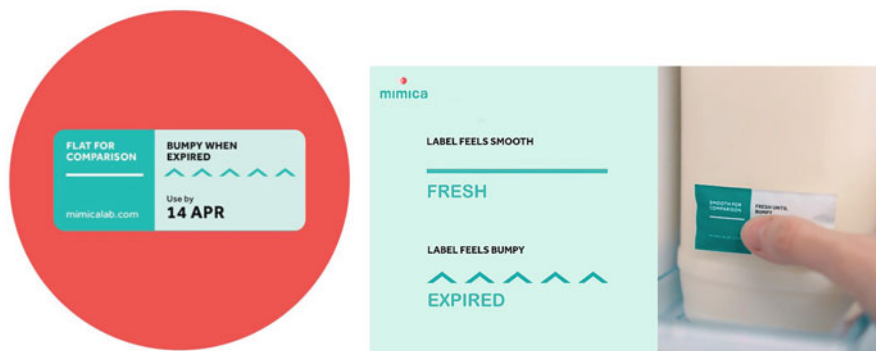 FLAT FOR
COMPARISON
mimicalab.com
BUMPY WHEN
EXPIRED
Use by
14 APR
mimica
LABEL FEELS SMOOTH
FRESH
LABEL FEELS BUMPY
EXPIRED
SMOOTH FOR
COMPARISON
FRESH UNTIL
BUMPY